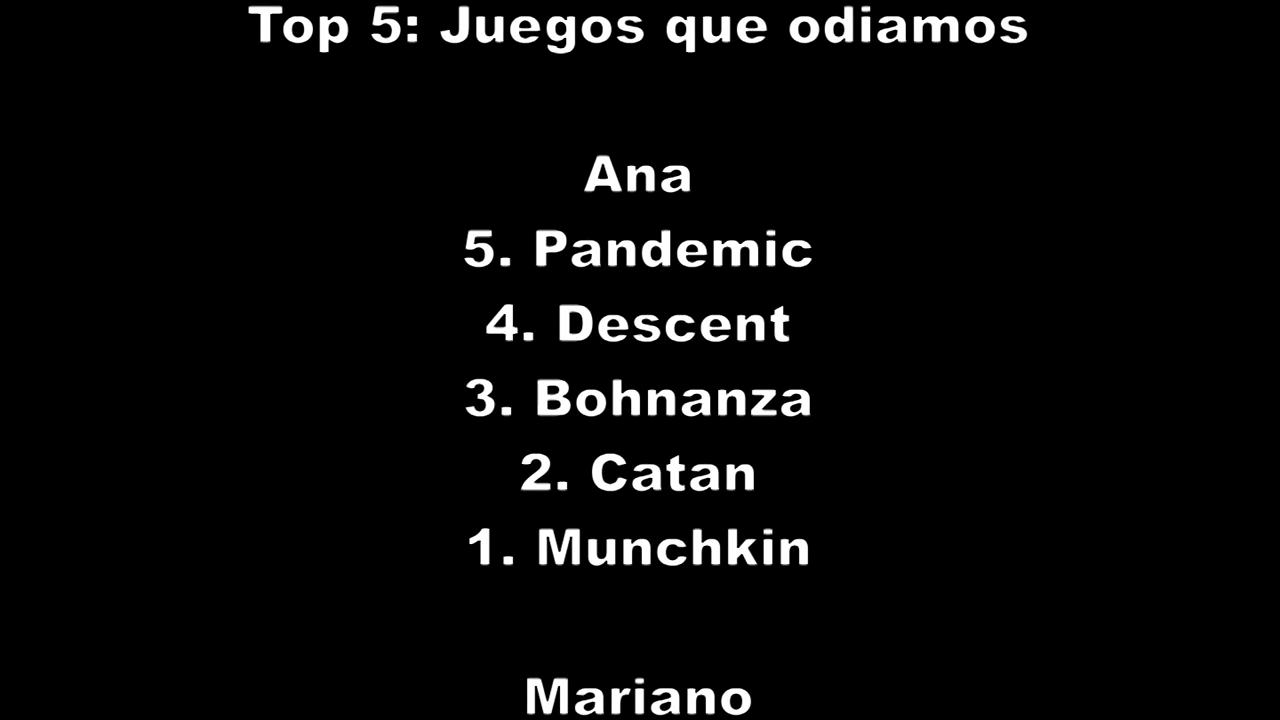 Top 5: Juegos que odiamos
Ana
5. Pandemic
4. Descent
3. Bohnanza
2. Catan
1. Munchkin
Mariano